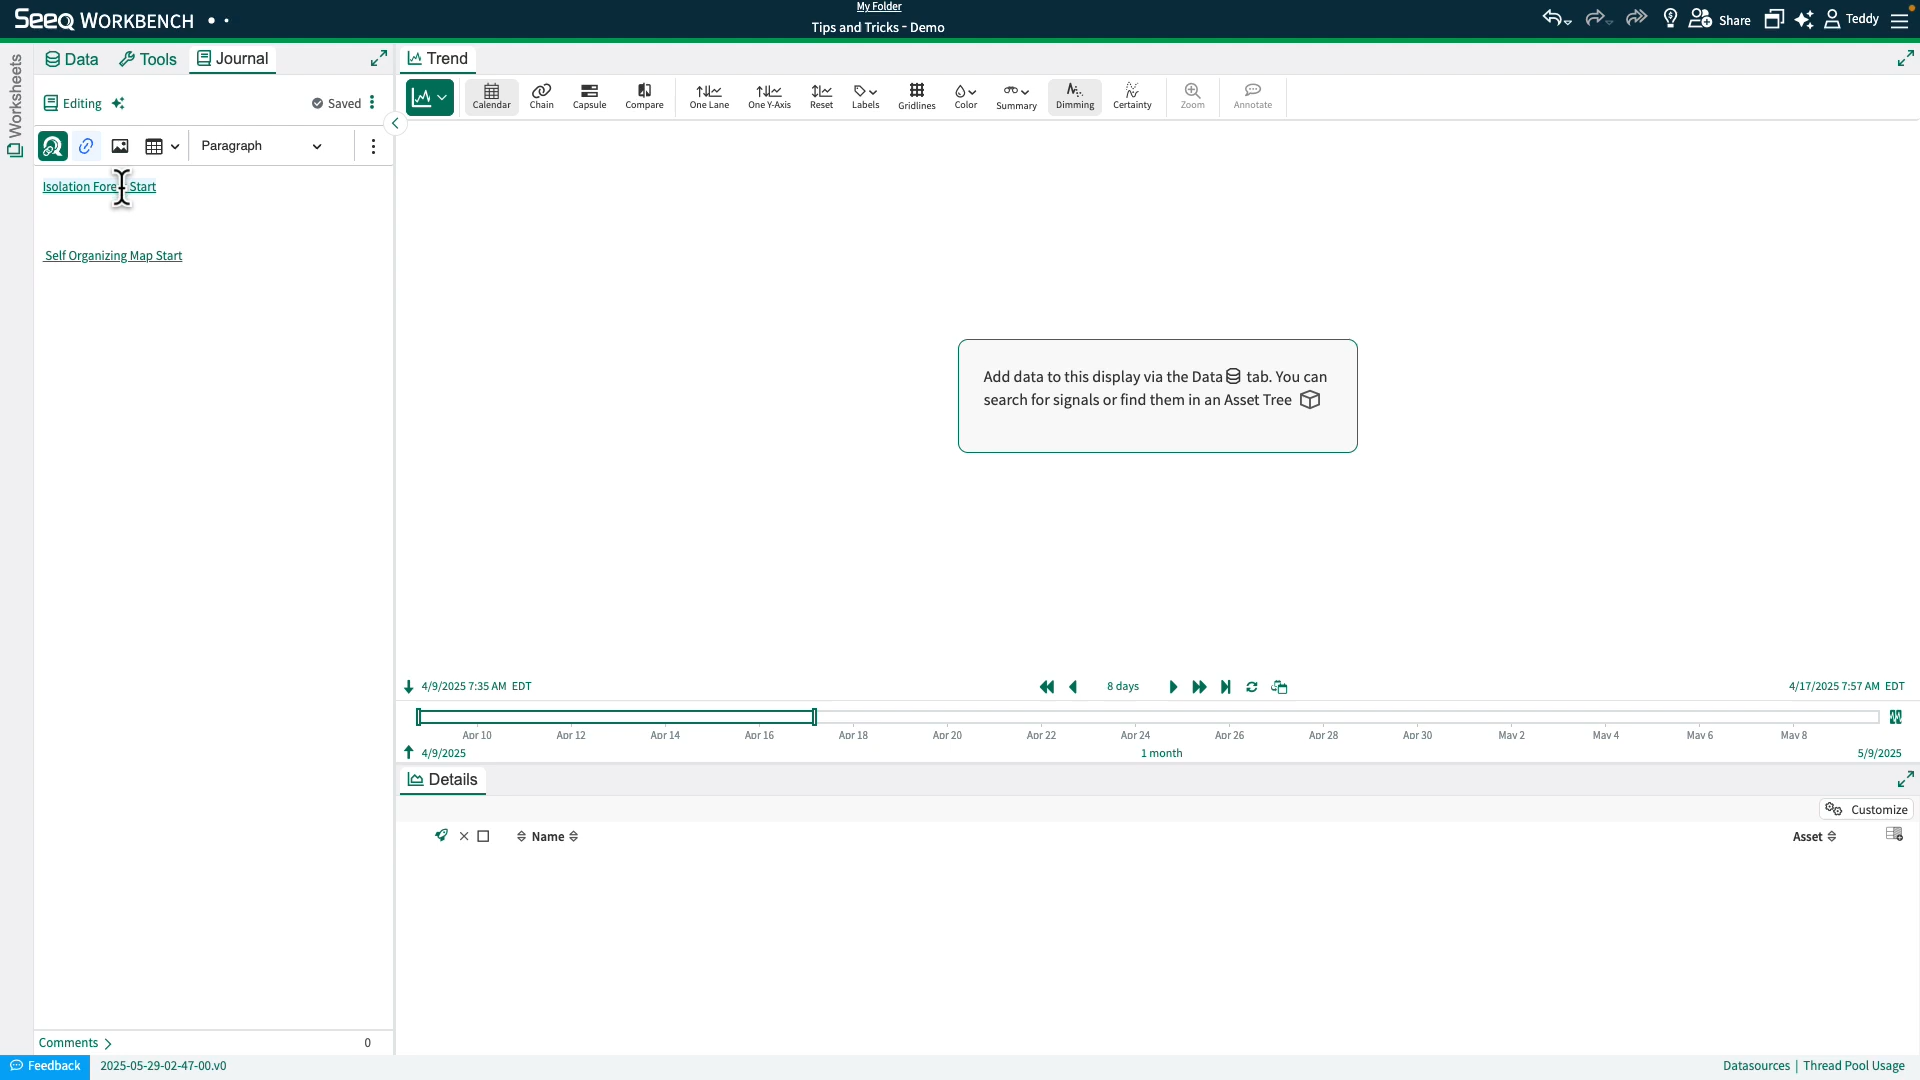 Seeq WORKBENCH
My Folder
Tips and Tricks - Demo
Share
Teddy
Worksheets
Data
Tools
Journal
Trend
Editing
Saved
Calendar
Chain
Capsule
Compare
One Lane
One Y-Axis
Reset
Labels
Gridlines
Color
Summary
Dimming
Certainty
Zoom
Annotate
Paragraph
Isolation Fore Start
Self Organizing Map Start
Add data to this display via the Data tab. You can
search for signals or find them in an Asset Tree
4/9/2025 7:35 AM EDT
8 days
4/17/2025 7:57 AM EDT
Apr 10
Apr 12
Apr 14
Apr 16
Apr 18
Apr 20
Apr 22
Apr 24
Apr 26
Apr 28
Apr 30
May 2
May 4
May 6
May 8
4/9/2025
1 month
5/9/2025
Details
Customize
Name
Asset
Comments
0
Feedback
2025-05-29-02-47-00.v0
Datasources | Thread Pool Usage